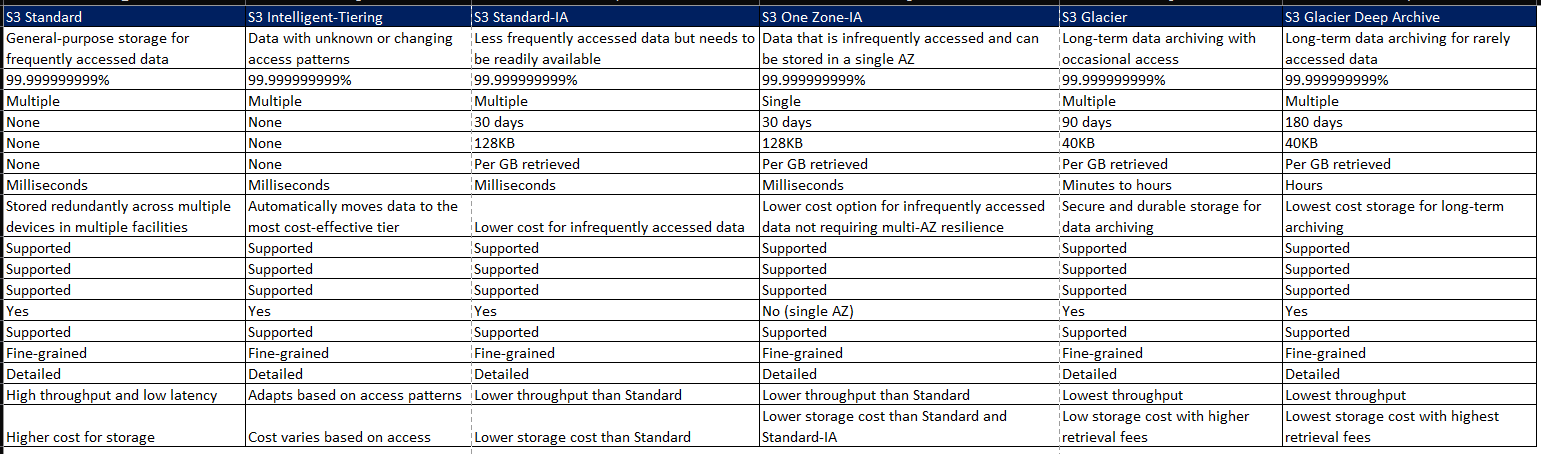 S3 Standard S3 Intelligent-Tiering S3 Standard-IA S3 One Zone-IA S3 Glacier S3 Glacier Deep Archive
General-purpose storage for Data with unknown or changing Less frequently accessed data but needs to Data that is infrequently accessed and can Long-term data archiving with Long-term data archiving for rarely
frequently accessed data access patterns be readily available be stored in a single AZ occasional access accessed data
99.999999999% 99.999999999% 99.999999999% 99.999999999% 99.999999999% 99.999999999%
Multiple Multiple Multiple Single Multiple Multiple
None None 30 days 30 days 90 days 180 days
None None 128KB 128KB 40KB 40KB
None None Per GB retrieved Per GB retrieved Per GB retrieved Per GB retrieved
Milliseconds Milliseconds Milliseconds Milliseconds Minutes to hours Hours
Stored redundantly across multiple Automatically moves data to the Lower cost option for infrequently accessed Secure and durable storage for Lowest cost storage for long-term
devices in multiple facilities most cost-effective tier Lower cost for infrequently accessed data data not requiring multi-AZ resilience data archiving archiving
Supported Supported Supported Supported Supported Supported
Supported Supported Supported Supported Supported Supported
Supported Supported Supported Supported Supported Supported
Yes Yes Yes No (single AZ) Yes Yes
Supported Supported Supported Supported Supported Supported
Fine-grained Fine-grained Fine-grained Fine-grained Fine-grained Fine-grained
Detailed Detailed Detailed Detailed Detailed Detailed
High throughput and low latency Adapts based on access patterns Lower throughput than Standard Lower throughput than Standard Lowest throughput Lowest throughput
Lower storage cost than Standard and Low storage cost with higher Lowest storage cost with highest
Higher cost for storage Cost varies based on access Lower storage cost than Standard Standard-IA retrieval fees retrieval fees